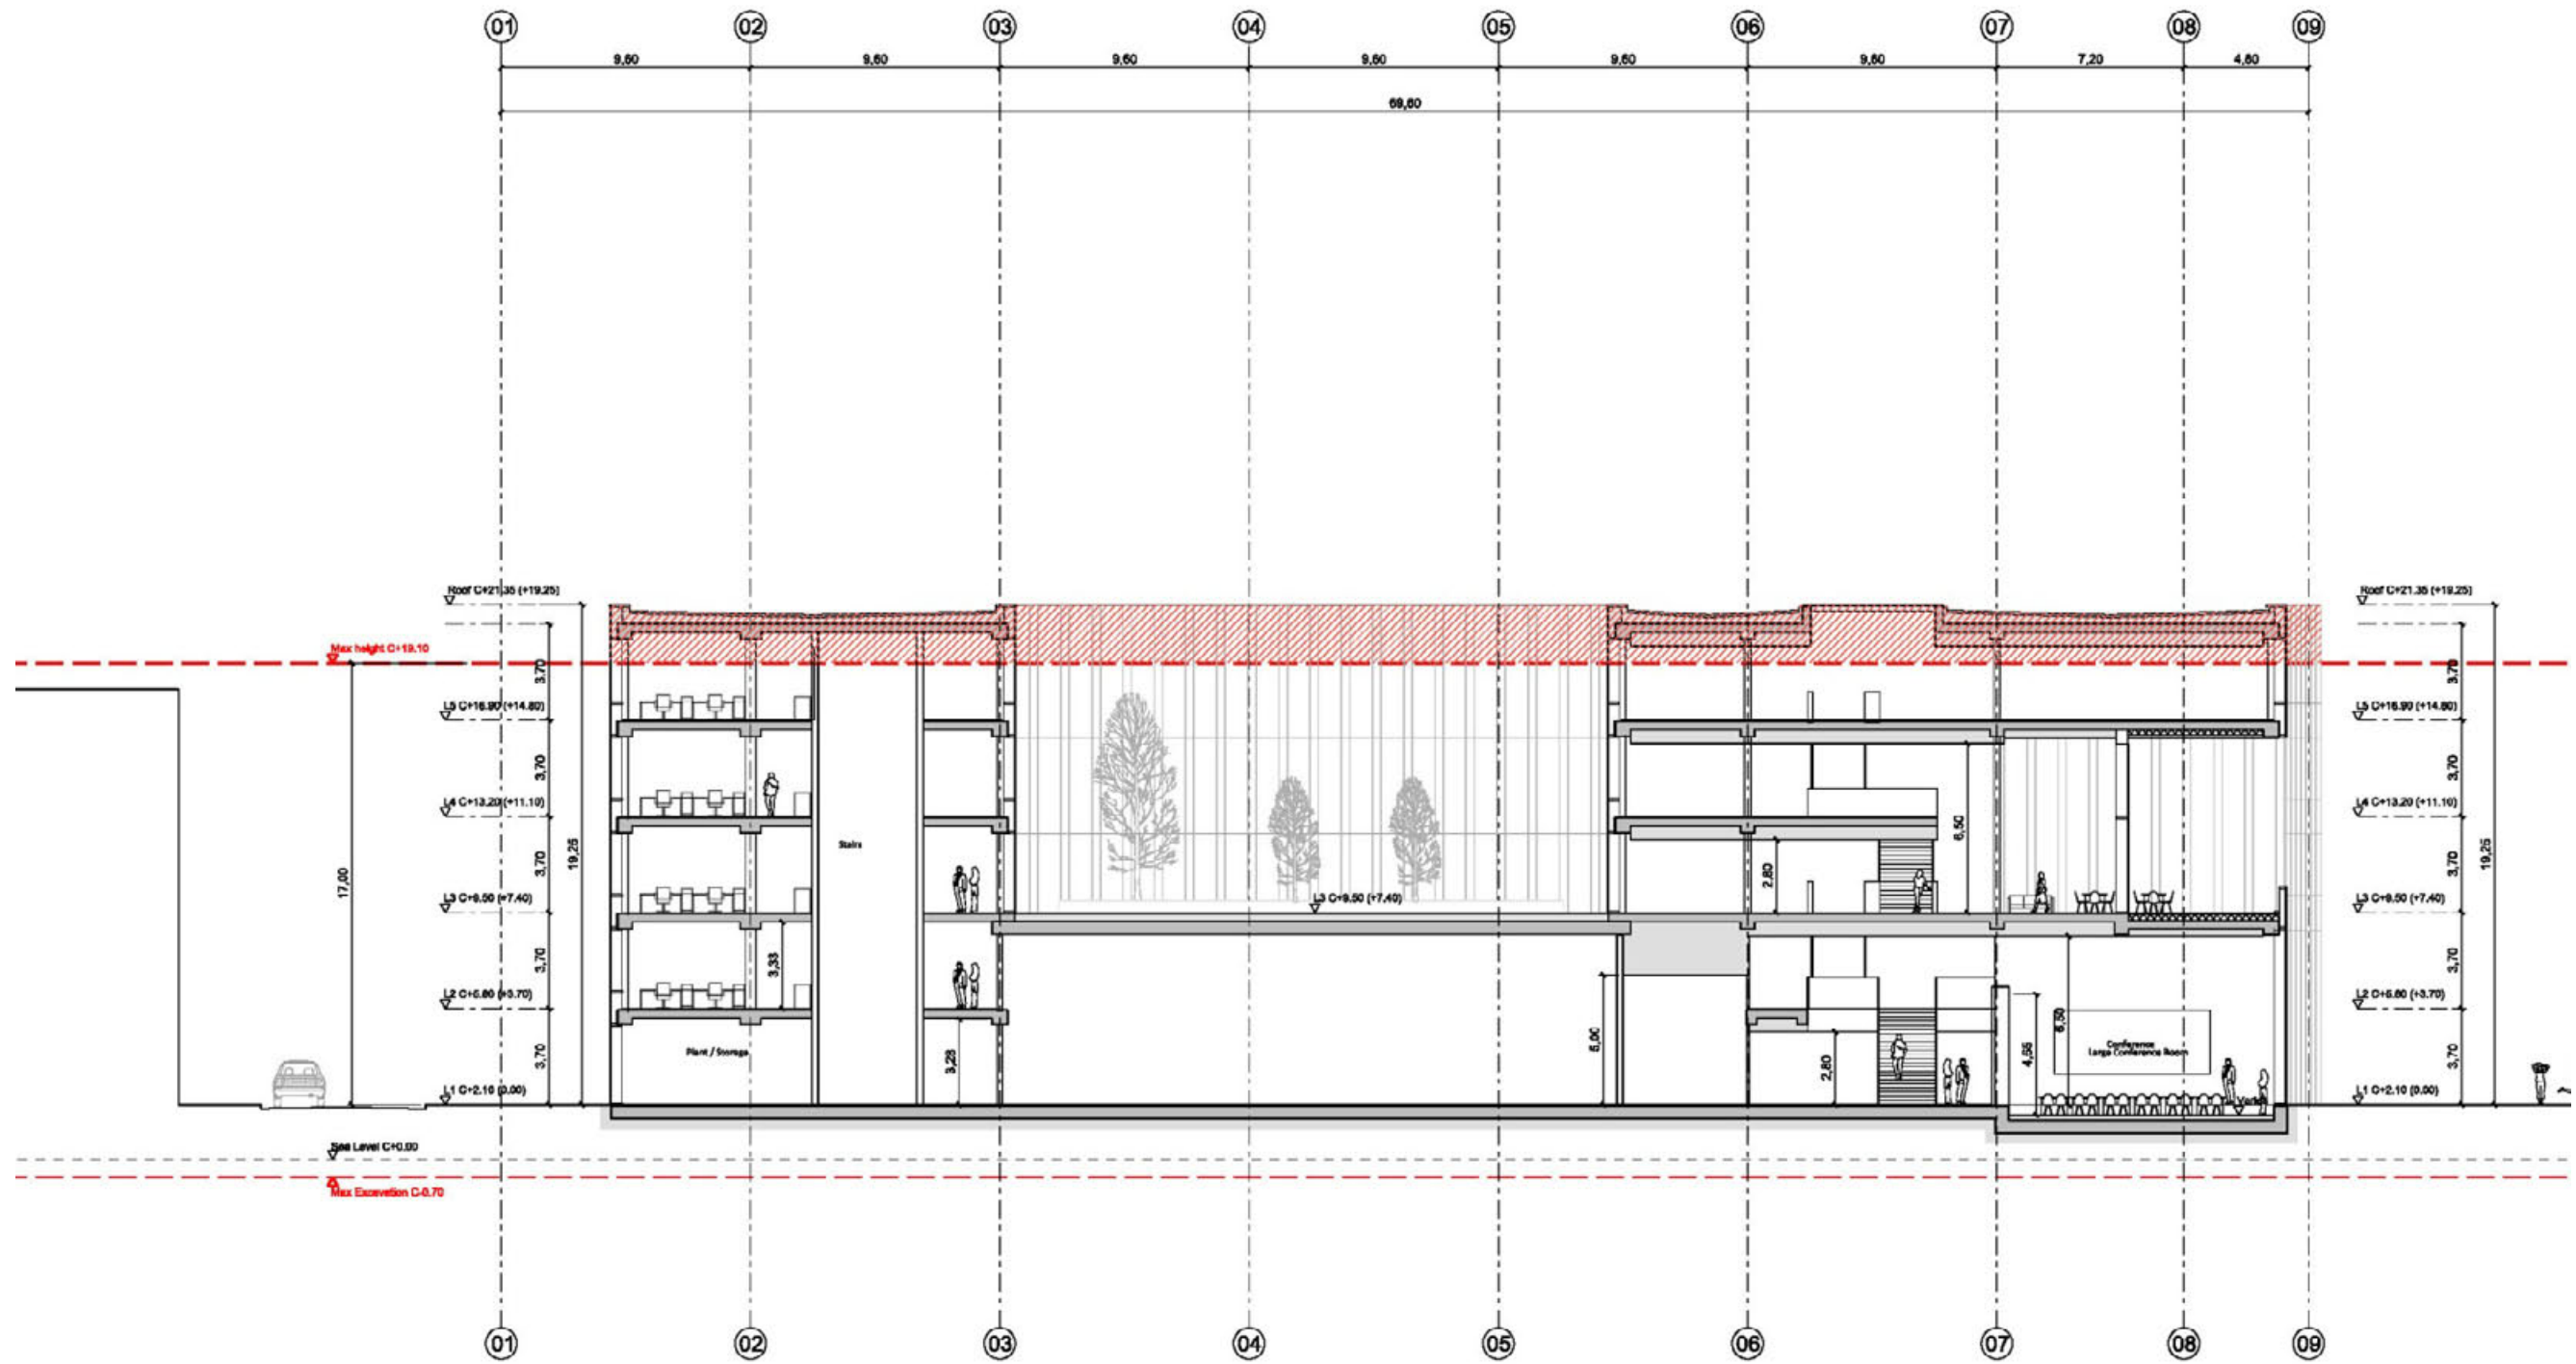 01 02 03 04 05 06 07 08 09
9,60 9,60 9,60 9,60 9,60 9,60 7,20 4,80
69,60
Roof C+21.35 (+19.25)
Roof C+21.35 (+19.25)
Max height C+19.10
3,70
3,70
L5 C+16.90 (+14.80)
L5 C+16.90 (+14.80)
3,70
3,70
L4 C+13.20 (+11.10)
L4 C+13.20 (+11.10)
17,00
3,70
19,25
Stairs
2,80
6,50
3,70
19,25
L3 C+9.50 (+7.40)
L3 C+9.50 (+7.40)
L3 C+9.50 (+7.40)
3,70
3,33
3,70
L2 C+5.80 (+3.70)
L2 C+5.80 (+3.70)
3,70
Plant / Storage
3,28
5,00
2,80
4,55
6,50
Conference
Large Conference Room
3,70
L1 C+2.10 (0.00)
L1 C+2.10 (0.00)
Sea Level C+0.00
Max Excavation C-0.70
01 02 03 04 05 06 07 08 09